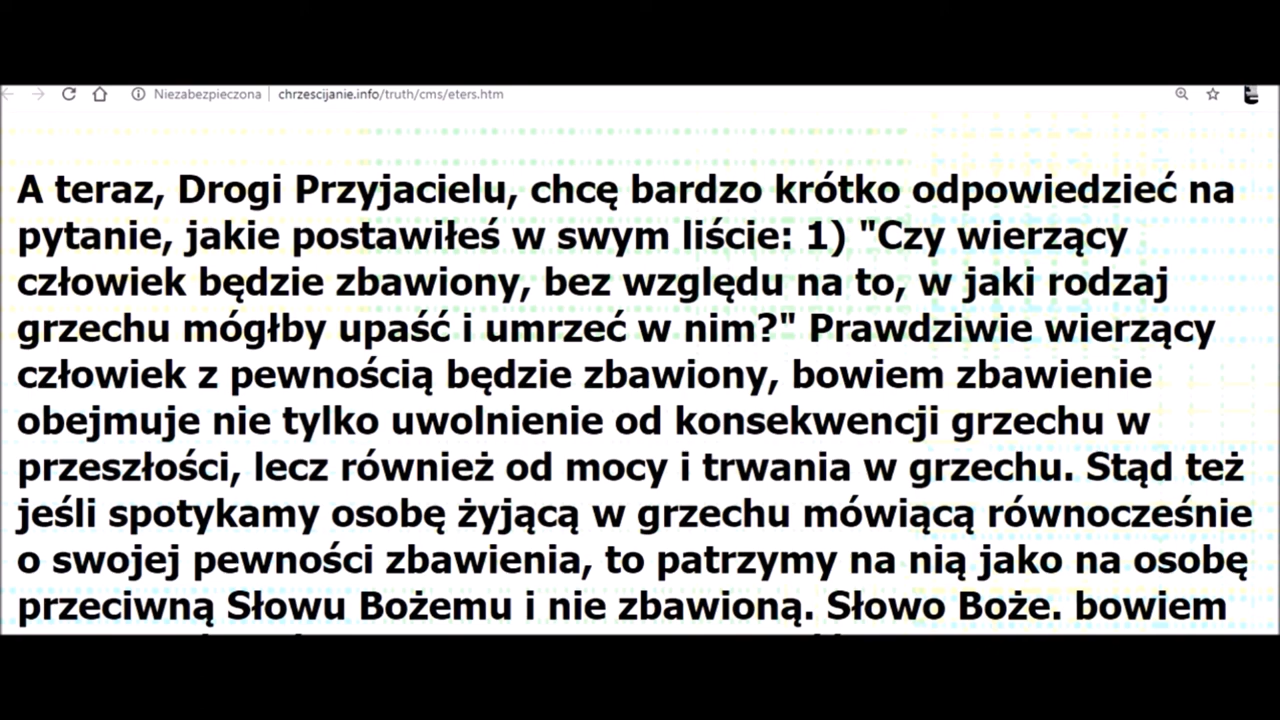 Niezabezpieczona chrzescijanie.info/truth/cms/eters.htm
A teraz, Drogi Przyjacielu, chcę bardzo krótko odpowiedzieć na
pytanie, jakie postawiłeś w swym liście: 1) "Czy wierzący
człowiek będzie zbawiony, bez względu na to, w jaki rodzaj
grzechu mógłby upaść i umrzeć w nim?" Prawdziwie wierzący
człowiek z pewnością będzie zbawiony, bowiem zbawienie
obejmuje nie tylko uwolnienie od konsekwencji grzechu w
przeszłości, lecz również od mocy i trwania w grzechu. Stąd też
jeśli spotykamy osobę żyjącą w grzechu mówiącą równocześnie
o swojej pewności zbawienia, to patrzymy na nią jako na osobę
przeciwną Słowu Bożemu i nie zbawioną. Słowo Boże. bowiem